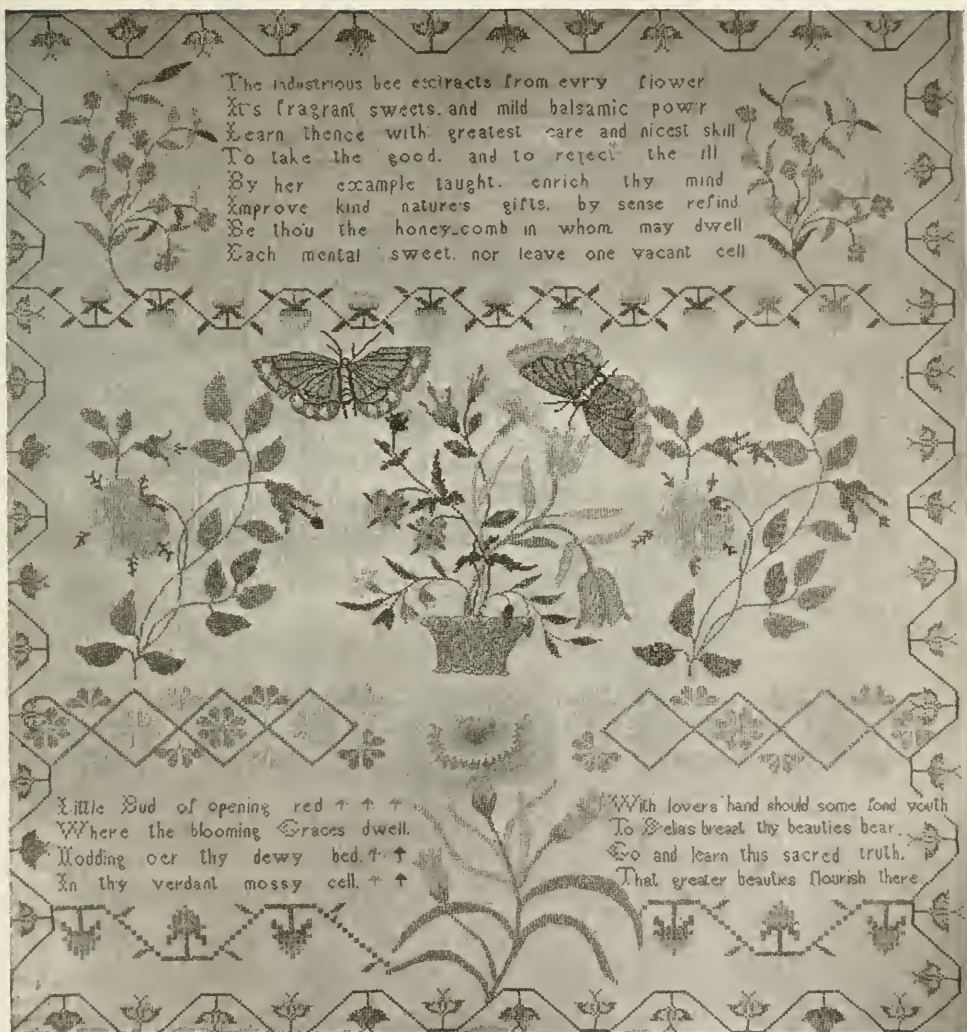 The industrious bee extracts from evry flower
It's fragrant sweets. and mild balsamic power
Learn thence with greatest care and nicest skill
To take the good. and to reject the ill
By her example taught. enrich thy mind
Improve kind nature's gifts. by sense refind.
Be thou the honey-comb in whom may dwell
Each mental sweet. nor leave one vacant cell
Little Bud of opening red
Where the blooming Graces dwell.
Nodding o'er thy dewy bed.
In thy verdant mossy cell.
With lovers hand should some fond youth
To Delias breast thy beauties bear.
Go and learn this sacred truth.
That greater beauties flourish there.